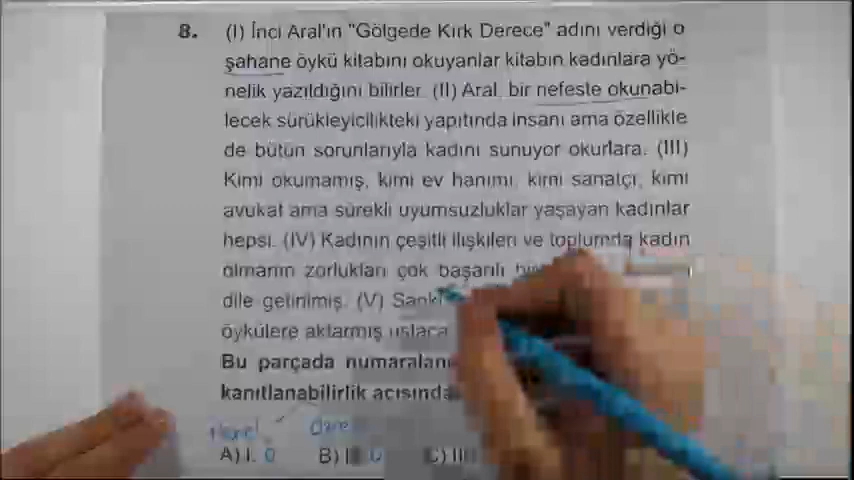 8. (I) İnci Aral'ın "Gölgede Kırk Derece" adını verdiği o
şahane öykü kitabını okuyanlar kitabın kadınlara yö-
nelik yazıldığını bilirler. (II) Aral, bir nefeste okunabi-
lecek sürükleyicilikteki yapıtında insanı ama özellikle
de bütün sorunlarıyla kadını sunuyor okurlara. (III)
Kimi okumamış, kimi ev hanımı, kimi sanatçı, kimi
avukat ama sürekli uyumsuzluklar yaşayan kadınlar
hepsi. (IV) Kadının çeşitli ilişkileri ve toplumda kadın
olmanın zorlukları çok başarılı
dile getirilmiş. (V) Sanki
öykülere aktarmış ustaca
Bu parçada
kanıtlanabilirlik
A) I. Ö B) Ö C) III